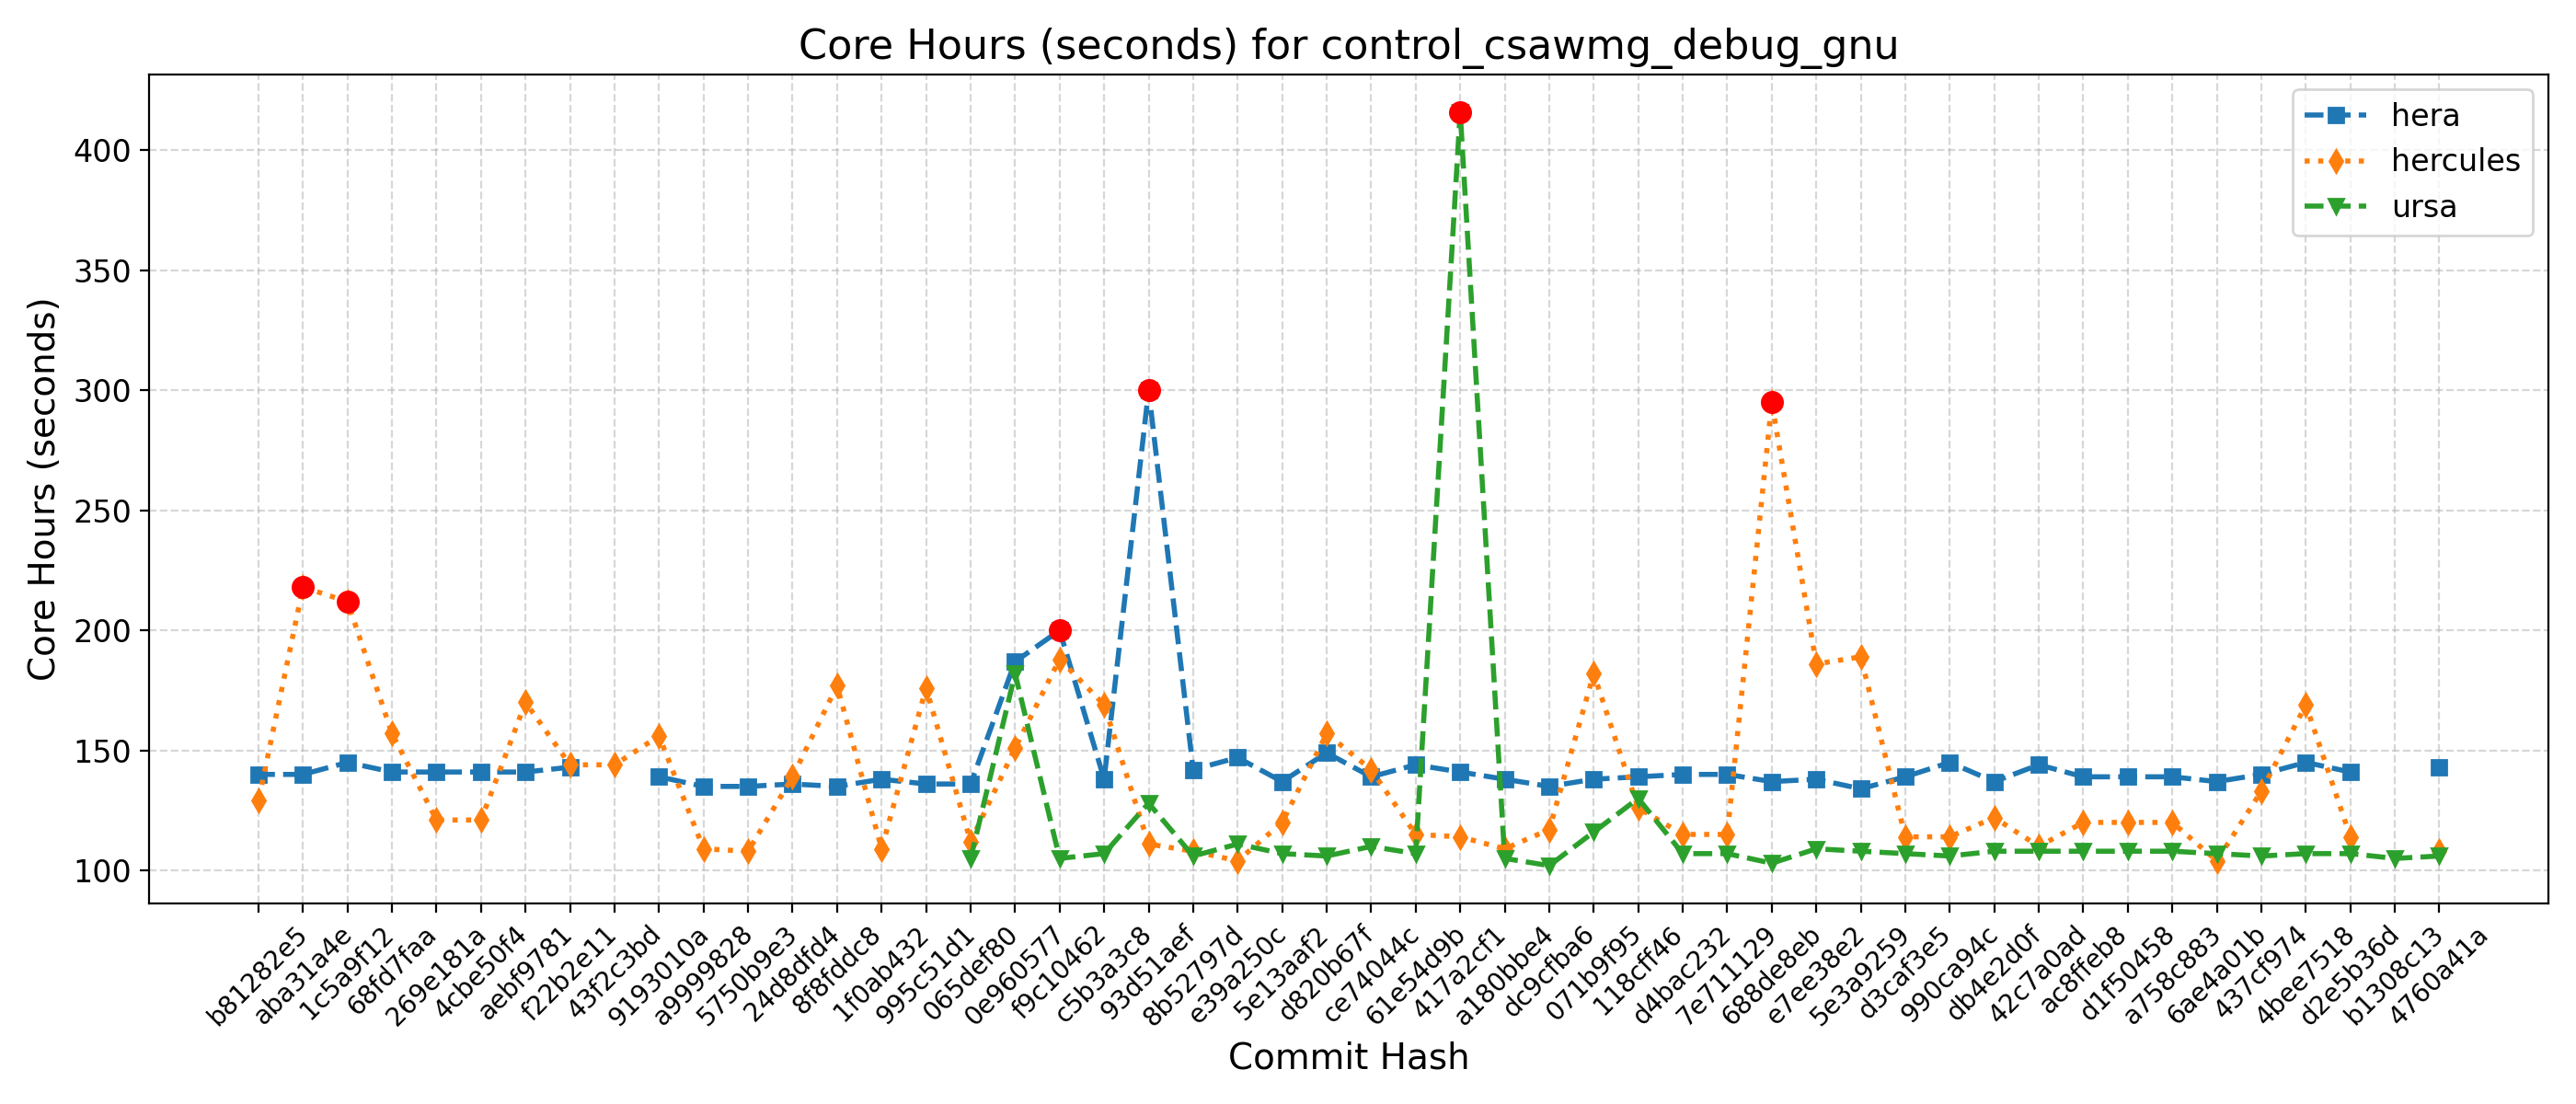 Core Hours (seconds) for control_csawmg_debug_gnu
hera
hercules
ursa
Core Hours (seconds)
400
350
300
250
200
150
100
b81282e5
aba31a4e
1c5a9f12
68fd7faa
269e181a
4cbe50f4
aebf9781
f22b2e11
43f2c3bd
9193010a
a9999828
5750b9e3
24d8dfd4
8f8fddc8
1f0ab432
995c51d1
065def80
0e960577
f9c10462
c5b3a3c8
93d51aef
8b52797d
e39a250c
5e13aaf2
d820b67f
ce74044c
61e54d9b
417a2cf1
a180bbe4
dc9cfba6
071b9f95
118cff46
d4bac232
7e711129
688de8eb
e7ee38e2
5e3a9259
d3caf3e5
990ca94c
db4e2d0f
42c7a0ad
ac8ffeb8
d1f50458
a758c883
6ae4a01b
437cf974
4bee7518
d2e5b36d
b1308c13
4760a41a
Commit Hash